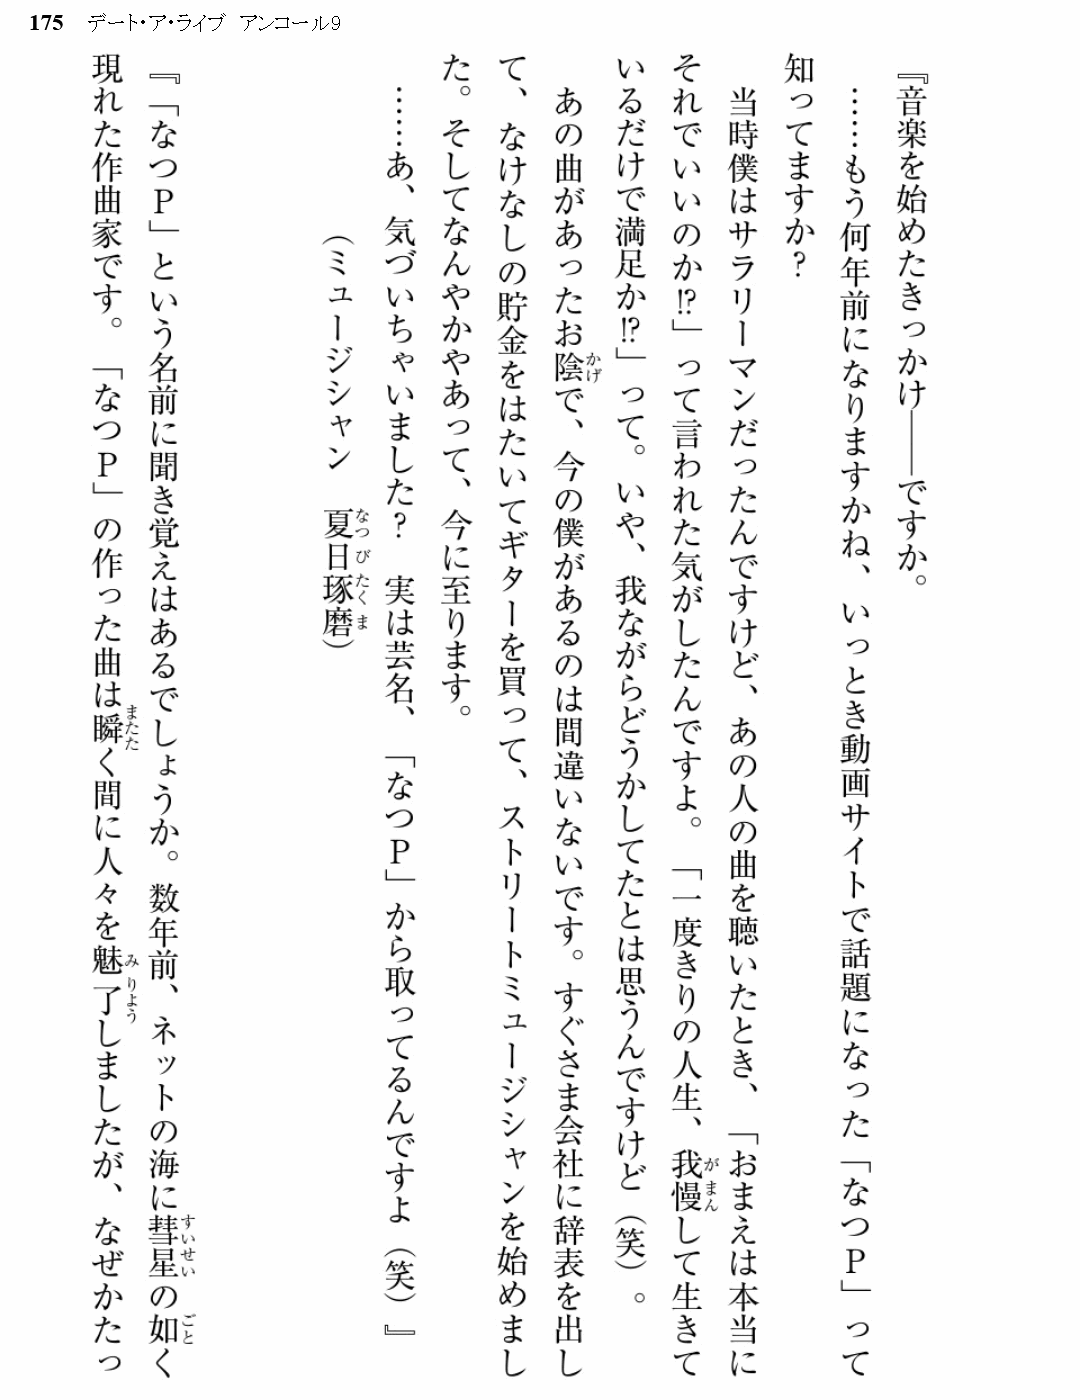 175 デート・ア・ライブ アンコール9
『音楽を始めたきっかけ――ですか。
……もう何年前になりますかね、いっとき動画サイトで話題になった「なつP」って
知ってますか?
当時僕はサラリーマンだったんですけど、あの人の曲を聴いたとき、「おまえは本当に
それでいいのか!?」って言われた気がしたんですよ。「一度きりの人生、我慢して生きて
いるだけで満足か!?」って。いや、我ながらどうかしてたとは思うんですけど(笑)。
あの曲があったお陰で、今の僕があるのは間違いないです。すぐさま会社に辞表を出し
て、なけなしの貯金をはたいてギターを買って、ストリートミュージシャンを始めまし
た。そしてなんやかやあって、今に至ります。
……あ、気づいちゃいました? 実は芸名、「なつP」から取ってるんですよ(笑)』
(ミュージシャン 夏日琢磨)
『「なつP」という名前に聞き覚えはあるでしょうか。数年前、ネットの海に彗星の如く
現れた作曲家です。「なつP」の作った曲は瞬く間に人々を魅了しましたが、なぜかたっ